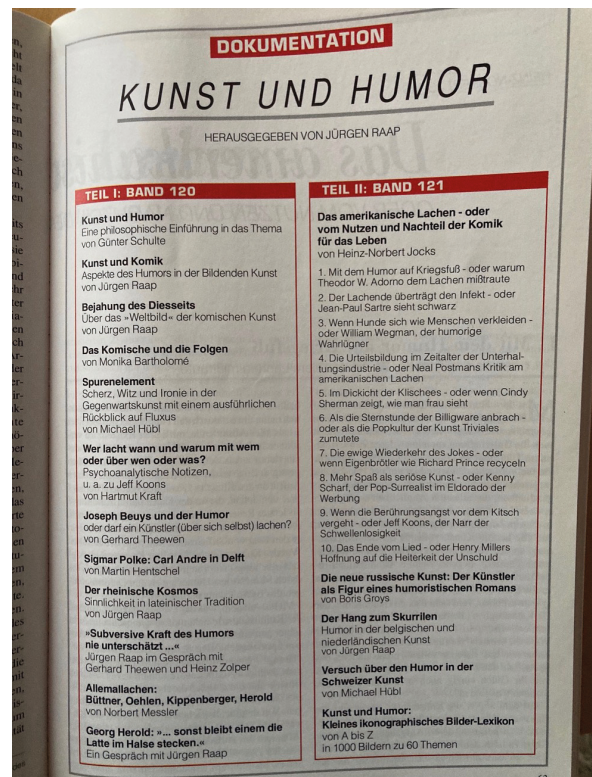 DOKUMENTATION
KUNST UND HUMOR
HERAUSGEGEBEN VON JÜRGEN RAAP
TEIL I: BAND 120
Kunst und Humor
Eine philosophische Einführung in das Thema
von Günter Schulte
Kunst und Komik
Aspekte des Humors in der Bildenden Kunst
von Jürgen Raap
Bejahung des Diesseits
Über das »Weltbild« der komischen Kunst
von Jürgen Raap
Das Komische und die Folgen
von Monika Bartholomé
Spurenelement
Scherz, Witz und Ironie in der
Gegenwartskunst mit einem ausführlichen
Rückblick auf Fluxus
von Michael Hübl
Wer lacht wann und warum mit wem
oder über wen oder was?
Psychoanalytische Notizen,
u. a. zu Jeff Koons
von Hartmut Kraft
Joseph Beuys und der Humor
oder darf ein Künstler (über sich selbst) lachen?
von Gerhard Theewen
Sigmar Polke: Carl Andre in Delft
von Martin Hentschel
Der rheinische Kosmos
Sinnlichkeit in lateinischer Tradition
von Jürgen Raap
»Subversive Kraft des Humors
nie unterschätzt ...«
Jürgen Raap im Gespräch mit
Gerhard Theewen und Heinz Zolper
Allemallachen:
Büttner, Oehlen, Kippenberger, Herold
von Norbert Messler
Georg Herold: »... sonst bleibt einem die
Latte im Halse stecken.«
Ein Gespräch mit Jürgen Raap
TEIL II: BAND 121
Das amerikanische Lachen - oder
vom Nutzen und Nachteil der Komik
für das Leben
von Heinz-Norbert Jocks
1. Mit dem Humor auf Kriegsfuß - oder warum
Theodor W. Adorno dem Lachen mißtraute
2. Der Lachende überträgt den Infekt - oder
Jean-Paul Sartre sieht schwarz
3. Wenn Hunde sich wie Menschen verkleiden -
oder William Wegman, der humorige
Wahrlügner
4. Die Urteilsbildung im Zeitalter der Unterhal-
tungsindustrie - oder Neal Postmans Kritik am
amerikanischen Lachen
5. Im Dickicht der Klischees - oder wenn Cindy
Sherman zeigt, wie man frau sieht
6. Als die Sternstunde der Billigware anbrach -
oder als die Popkultur der Kunst Triviales
zumutete
7. Die ewige Wiederkehr des Jokes - oder
wenn Eigenbrötler wie Richard Prince recyceln
8. Mehr Spaß als seriöse Kunst - oder Kenny
Scharf, der Pop-Surrealist im Eldorado der
Werbung
9. Wenn die Berührungsangst vor dem Kitsch
vergeht - oder Jeff Koons, der Narr der
Schwellenlosigkeit
10. Das Ende vom Lied - oder Henry Millers
Hoffnung auf die Heiterkeit der Unschuld
Die neue russische Kunst: Der Künstler
als Figur eines humoristischen Romans
von Boris Groys
Der Hang zum Skurrilen
Humor in der belgischen und
niederländischen Kunst
von Jürgen Raap
Versuch über den Humor in der
Schweizer Kunst
von Michael Hübl
Kunst und Humor:
Kleines ikonographisches Bilder-Lexikon
von A bis Z
in 1000 Bildern zu 60 Themen